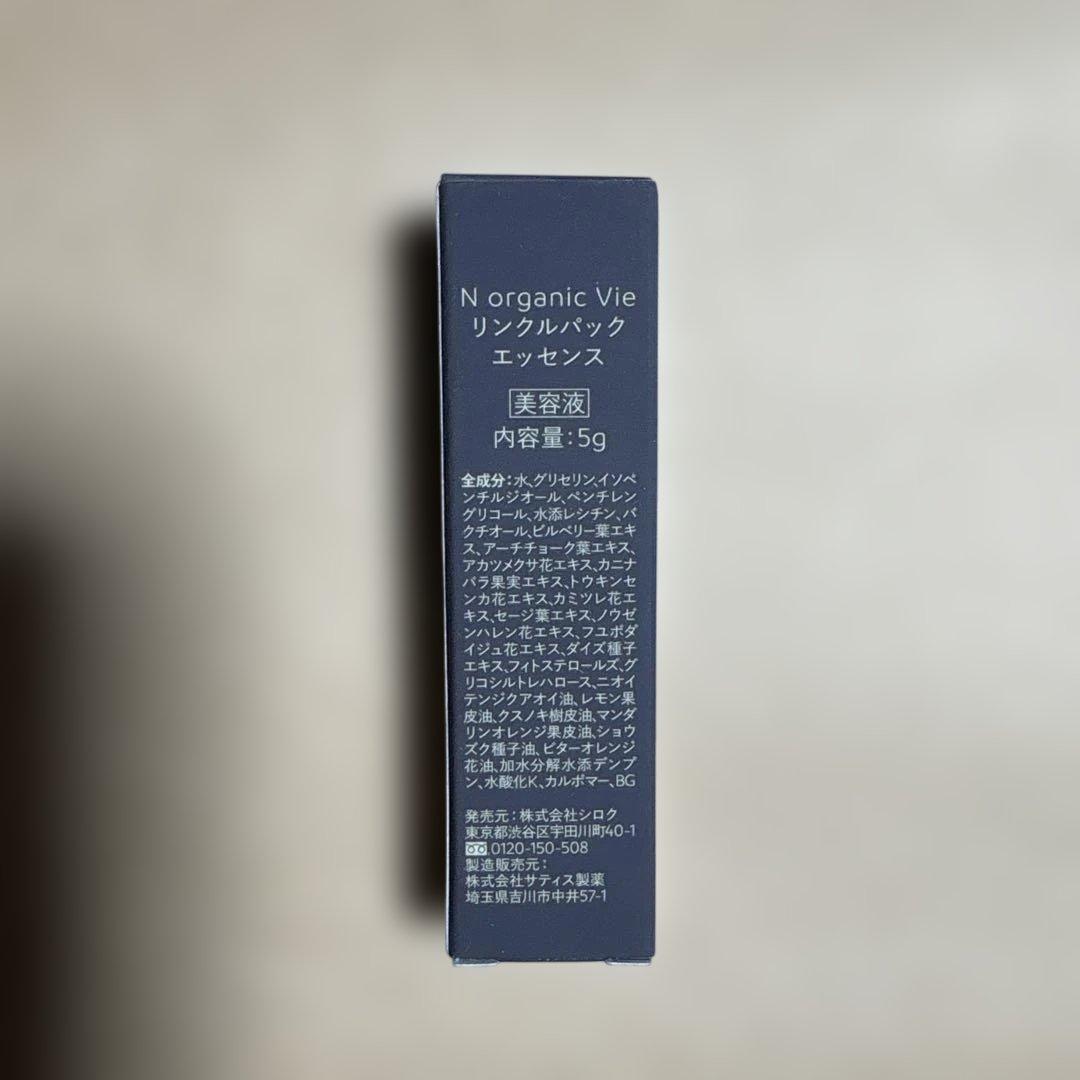 N organic Vie
リンクルパック
エッセンス
美容液
内容量：5g
全成分：水、グリセリン、イソペ
ンチルジオール、ペンチレン
グリコール、水添レシチン、バ
クチオール、ビルベリー葉エキ
ス、アーチチョーク葉エキス、
アカツメクサ花エキス、カニナ
バラ果実エキス、トウキンセ
ンカ花エキス、カミツレ花エ
キス、セージ葉エキス、ノウゼ
ンハレン花エキス、フユボダ
イジュ花エキス、ダイズ種子
エキス、フィトステロールズ、グ
リコシルトレハロース、ニオイ
テンジクアオイ油、レモン果
皮油、クスノキ樹皮油、マンダ
リンオレンジ果皮油、ショウ
ズク種子油、ビターオレンジ
花油、加水分解水添デンプ
ン、水酸化K、カルボマー、BG
発売元：株式会社シロク
東京都渋谷区宇田川町40-1
0120-150-508
製造販売元：
株式会社サティス製薬
埼玉県吉川市中井57-1